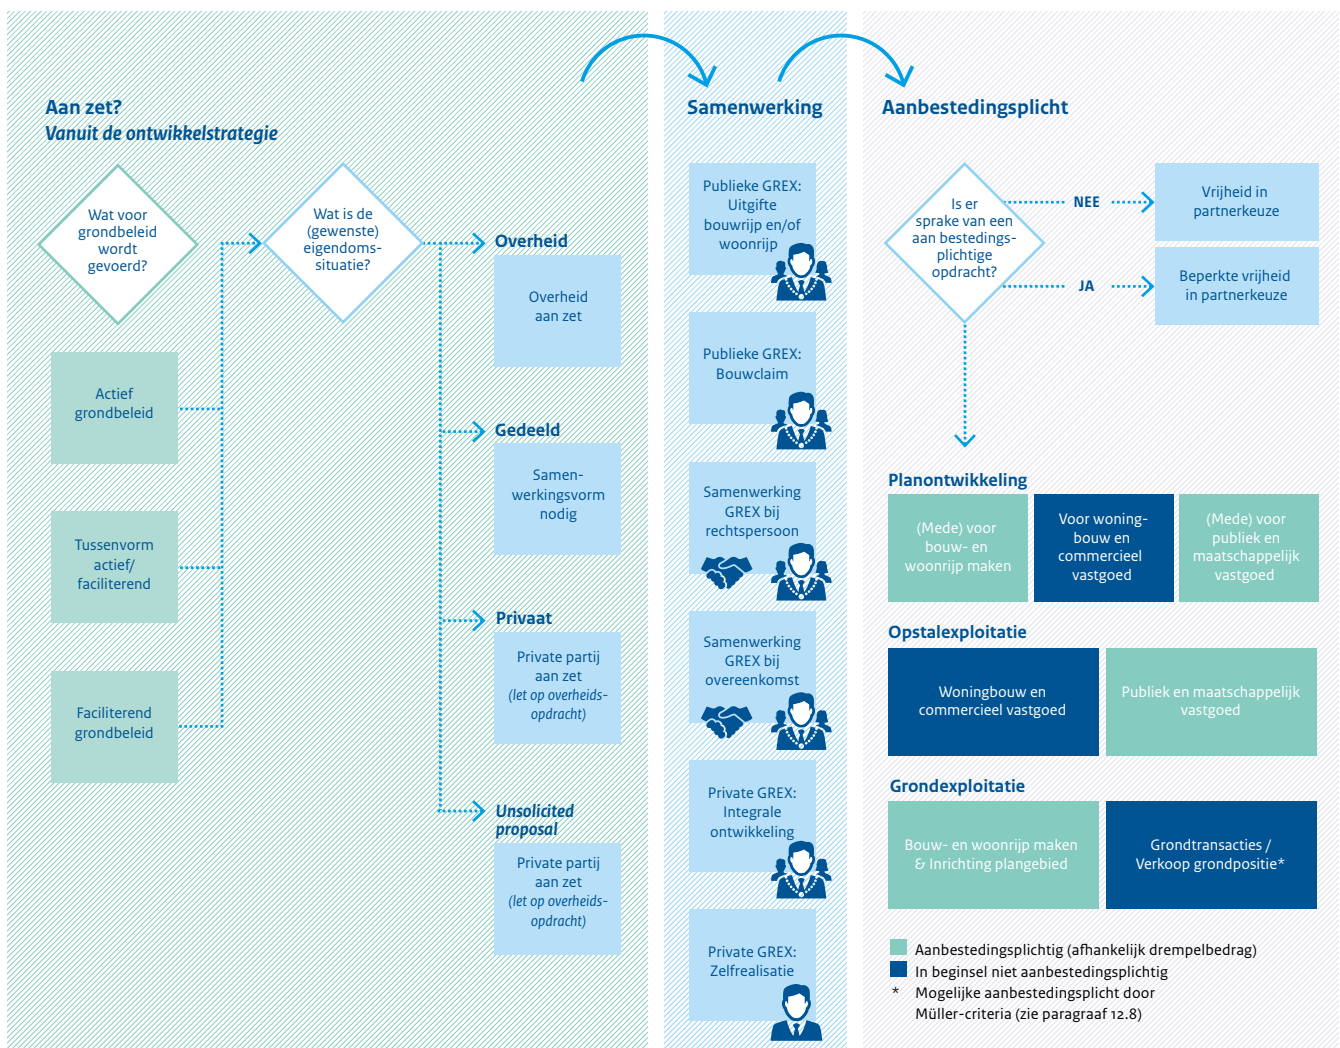 Aan zet?
Vanuit de ontwikkelstrategie
Wat voor
grondbeleid
wordt
gevoerd?
Actief
grondbeleid
Tussenvorm
actief/
faciliterend
Faciliterend
grondbeleid
Wat is de
(gewenste)
eigendoms-
situatie?
Overheid
Overheid
aan zet
Gedeeld
Samen-
werkingsvorm
nodig
Privaat
Private partij
aan zet
(let op overheids-
opdracht)
Unsolicited
proposal
Private partij
aan zet
(let op overheids-
opdracht)
Samenwerking
Publieke GREX:
Uitgifte
bouwrijp en/of
woonrijp
Publieke GREX:
Bouwclaim
Samenwerking
GREX bij
rechtspersoon
Samenwerking
GREX bij
overeenkomst
Private GREX:
Integrale
ontwikkeling
Private GREX:
Zelfrealisatie
Aanbestedingsplicht
Is er
sprake van een
aan bestedings-
plichtige
opdracht?
NEE
Vrijheid in
partnerkeuze
JA
Beperkte vrijheid
in partnerkeuze
Planontwikkeling
(Mede) voor
bouw- en
woonrijp maken
Voor woning-
bouw en
commercieel
vastgoed
(Mede) voor
publiek en
maatschappelijk
vastgoed
Opstalexploitatie
Woningbouw en
commercieel vastgoed
Publiek en maatschappelijk
vastgoed
Grondexploitatie
Bouw- en woonrijp maken
& Inrichting plangebied
Grondtransacties /
Verkoop grondpositie*
Aanbestedingsplichtig (afhankelijk drempelbedrag)
In beginsel niet aanbestedingsplichtig
* Mogelijke aanbestedingsplicht door
Müller-criteria (zie paragraaf 12.8)